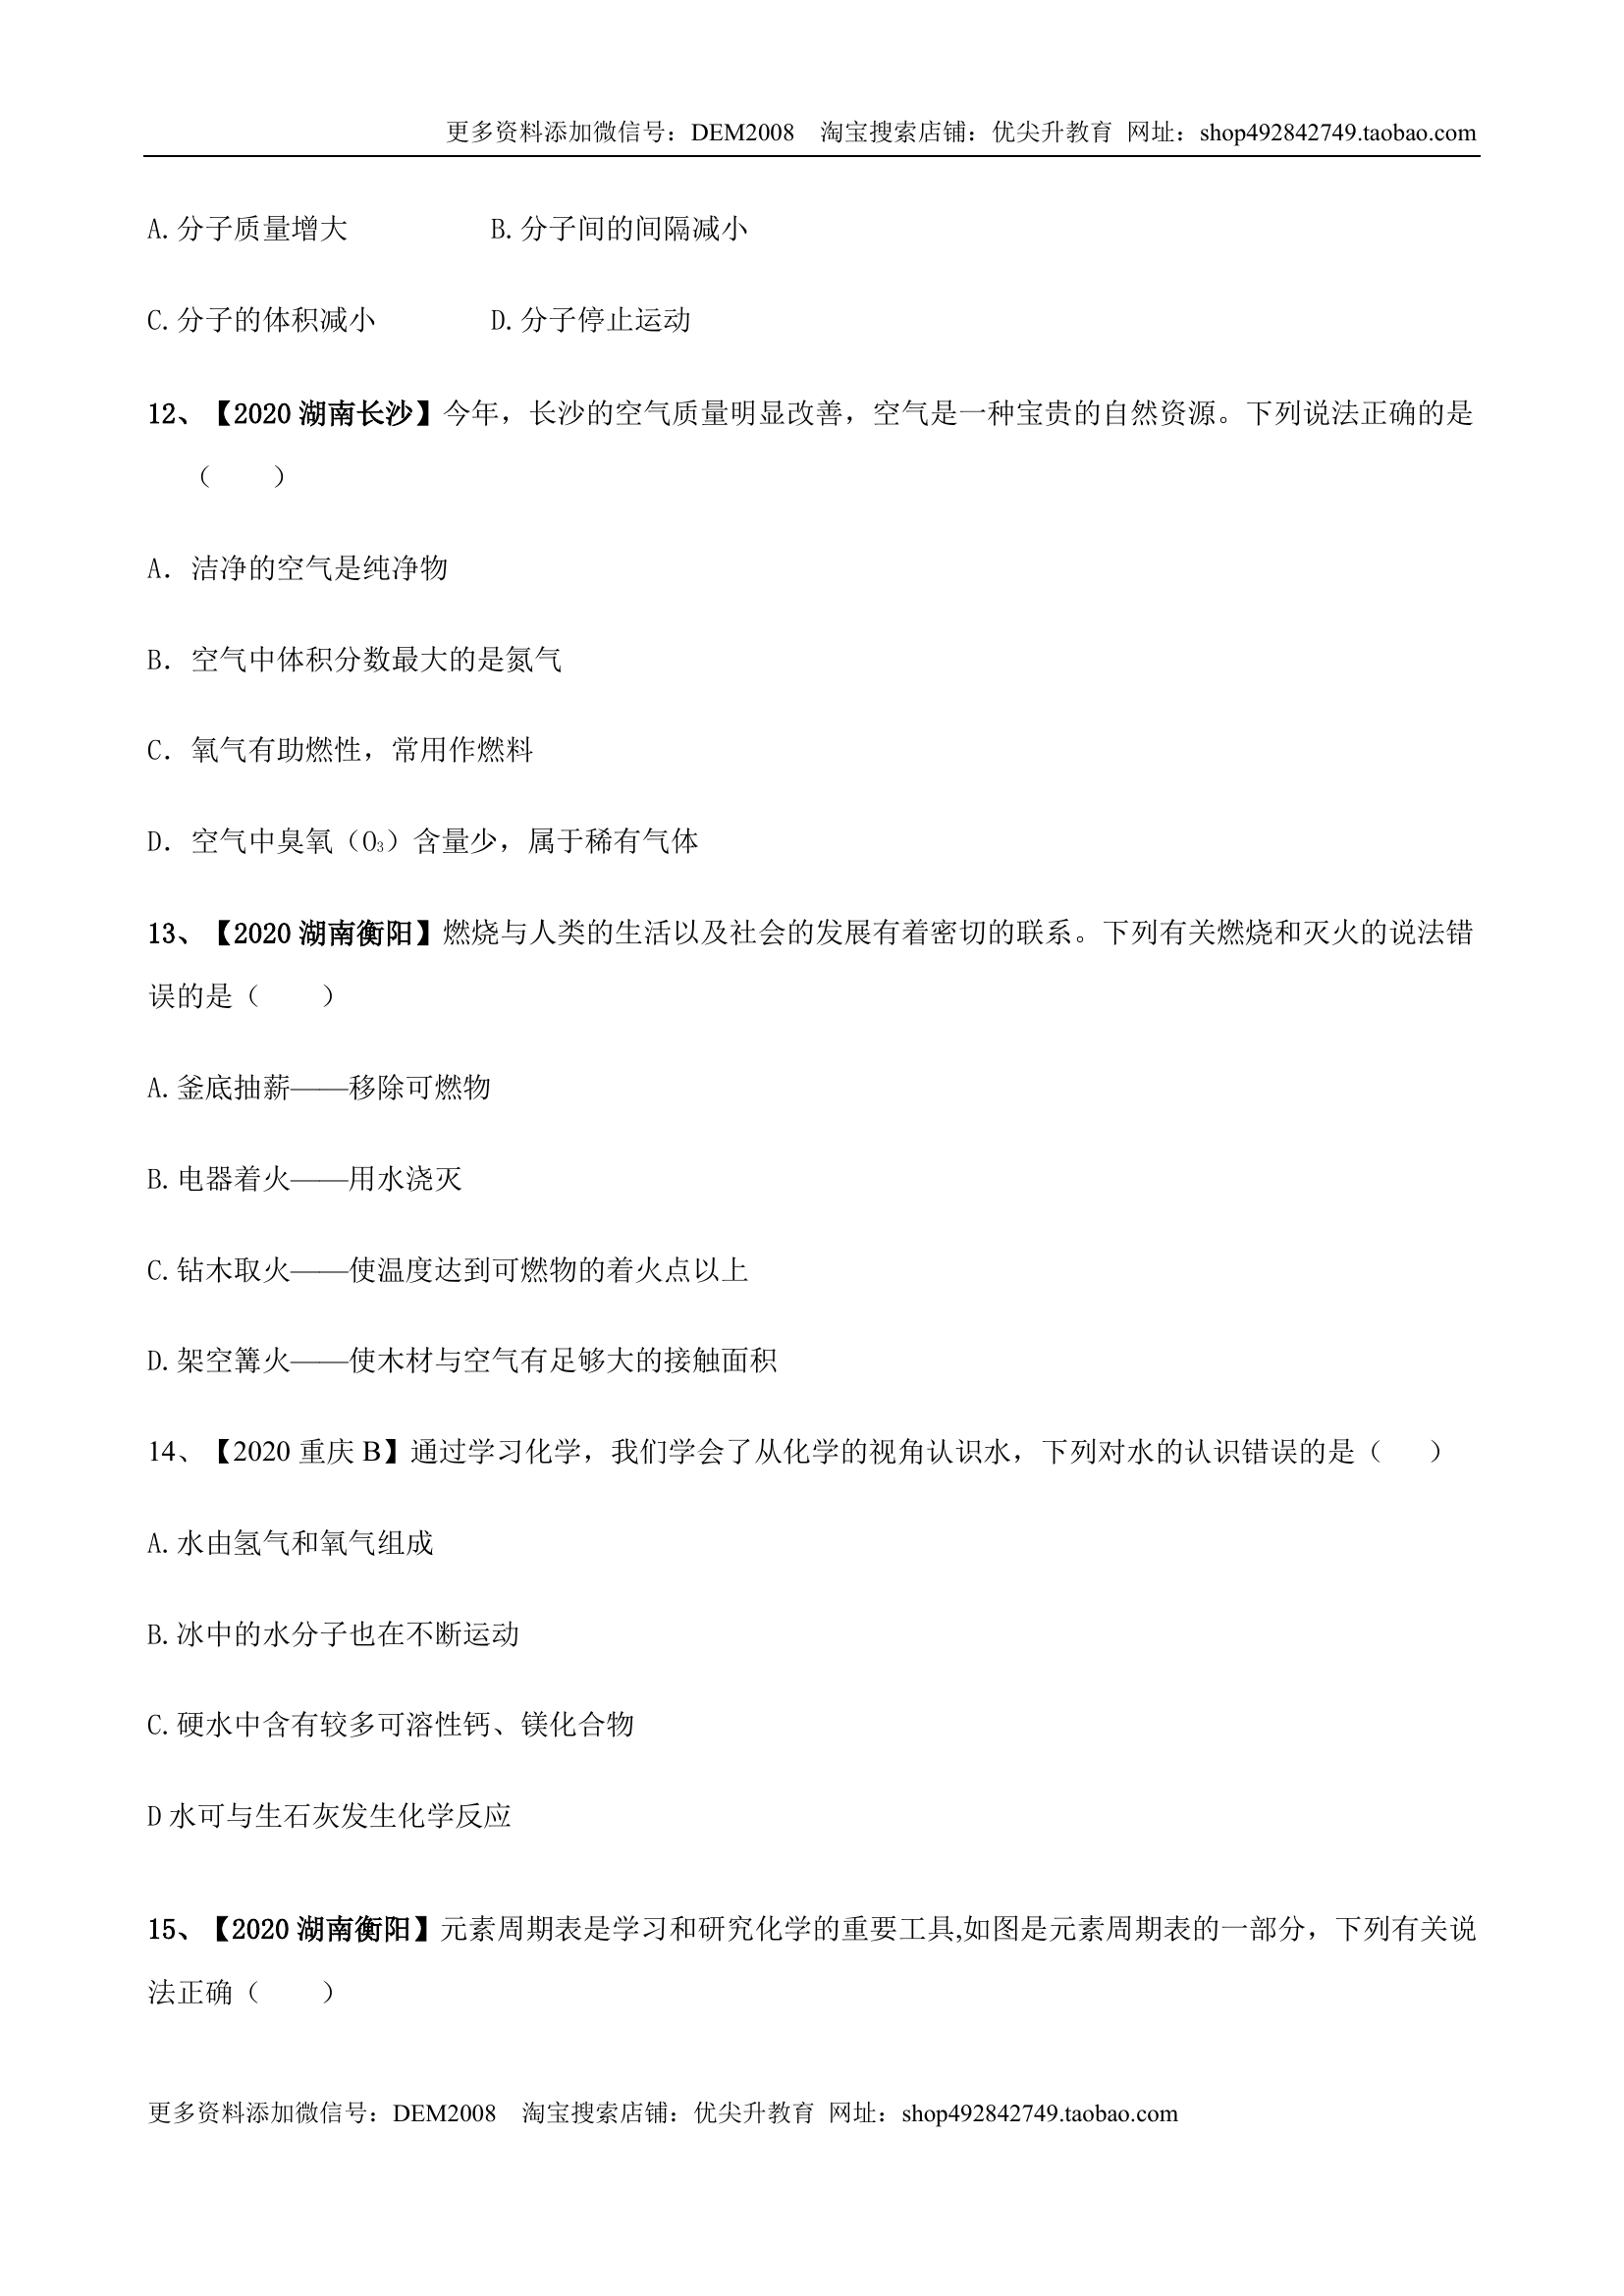 更多资料添加微信号：DEM2008 淘宝搜索店铺：优尖升教育 网址：shop492842749.taobao.com
A.分子质量增大 B.分子间的间隔减小
C.分子的体积减小 D.分子停止运动
12、【2020 湖南长沙】今年，长沙的空气质量明显改善，空气是一种宝贵的自然资源。下列说法正确的是
（ ）
A．洁净的空气是纯净物
B．空气中体积分数最大的是氮气
C．氧气有助燃性，常用作燃料
D．空气中臭氧（O₃）含量少，属于稀有气体
13、【2020 湖南衡阳】燃烧与人类的生活以及社会的发展有着密切的联系。下列有关燃烧和灭火的说法错
误的是（ ）
A.釜底抽薪——移除可燃物
B.电器着火——用水浇灭
C.钻木取火——使温度达到可燃物的着火点以上
D.架空篝火——使木材与空气有足够大的接触面积
14、【2020 重庆 B】通过学习化学，我们学会了从化学的视角认识水，下列对水的认识错误的是（ ）
A.水由氢气和氧气组成
B.冰中的水分子也在不断运动
C.硬水中含有较多可溶性钙、镁化合物
D 水可与生石灰发生化学反应
15、【2020 湖南衡阳】元素周期表是学习和研究化学的重要工具,如图是元素周期表的一部分，下列有关说
法正确（ ）
更多资料添加微信号：DEM2008 淘宝搜索店铺：优尖升教育 网址：shop492842749.taobao.com